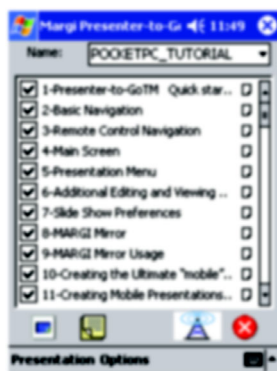 Margi Presenter-to-G 11:49
Name: POCKETPC_TUTORIAL
1-Presenter-to-GoTM Quick star..
2-Basic Navigation
3-Remote Control Navigation
4-Main Screen
5-Presentation Menu
6-Additional Editing and Viewing ..
7-Slide Show Preferences
8-MARGI Mirror
9-MARGI Mirror Usage
10-Creating the Ultimate "mobile"..
11-Creating Mobile Presentations..
Presentation Options